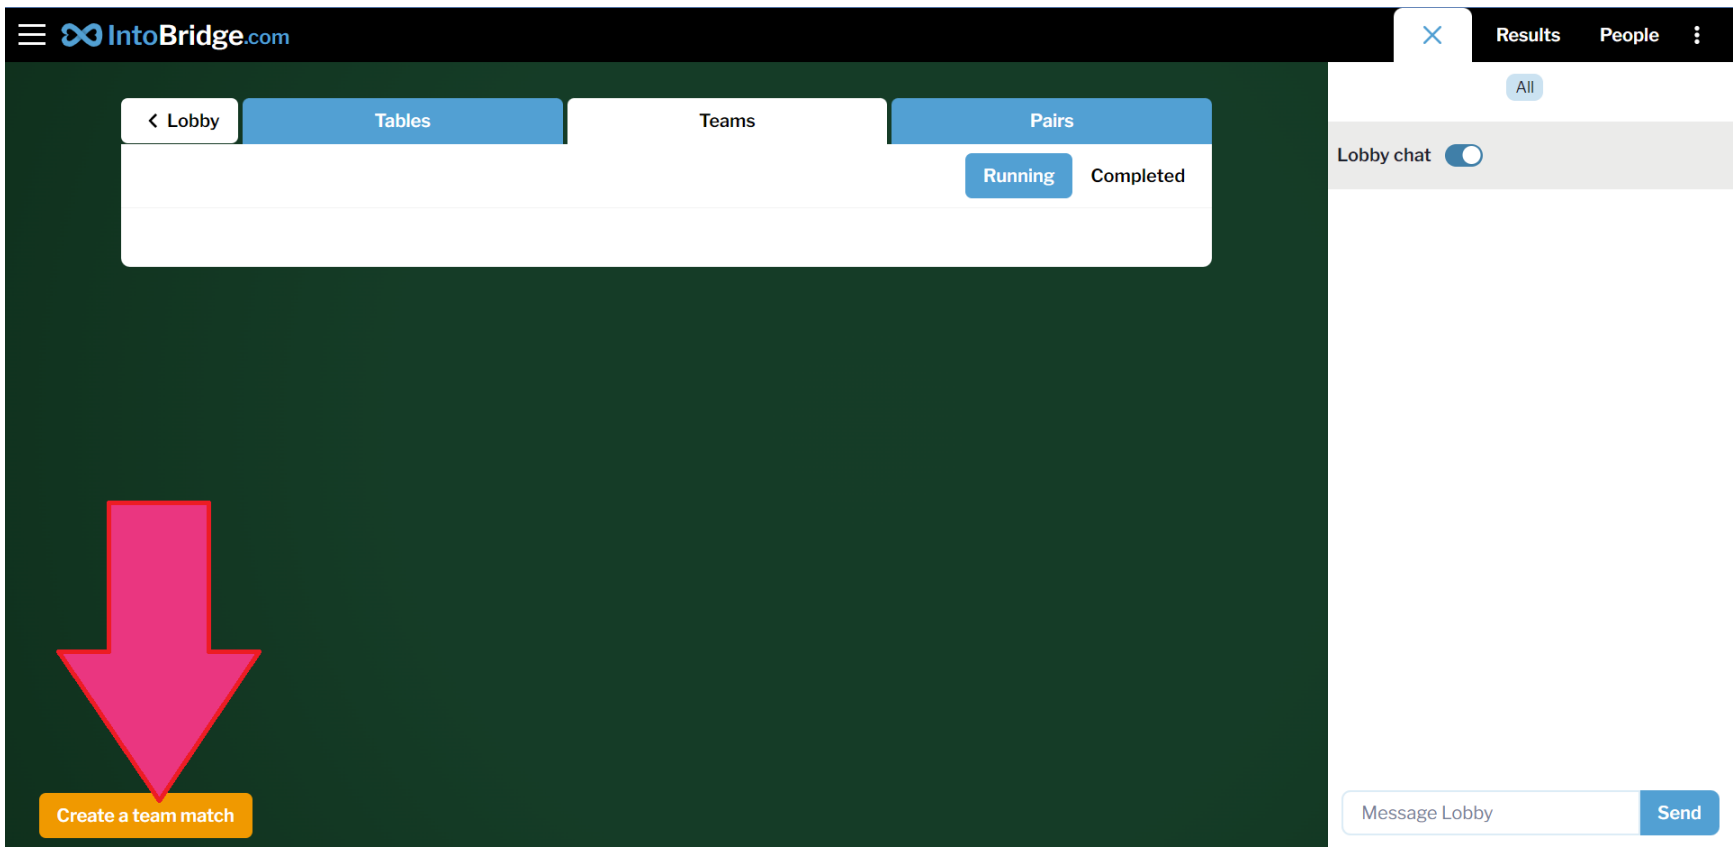 IntoBridge.com
Results
People
Lobby
Tables
Teams
Pairs
All
Running
Completed
Lobby chat
Create a team match
Message Lobby
Send